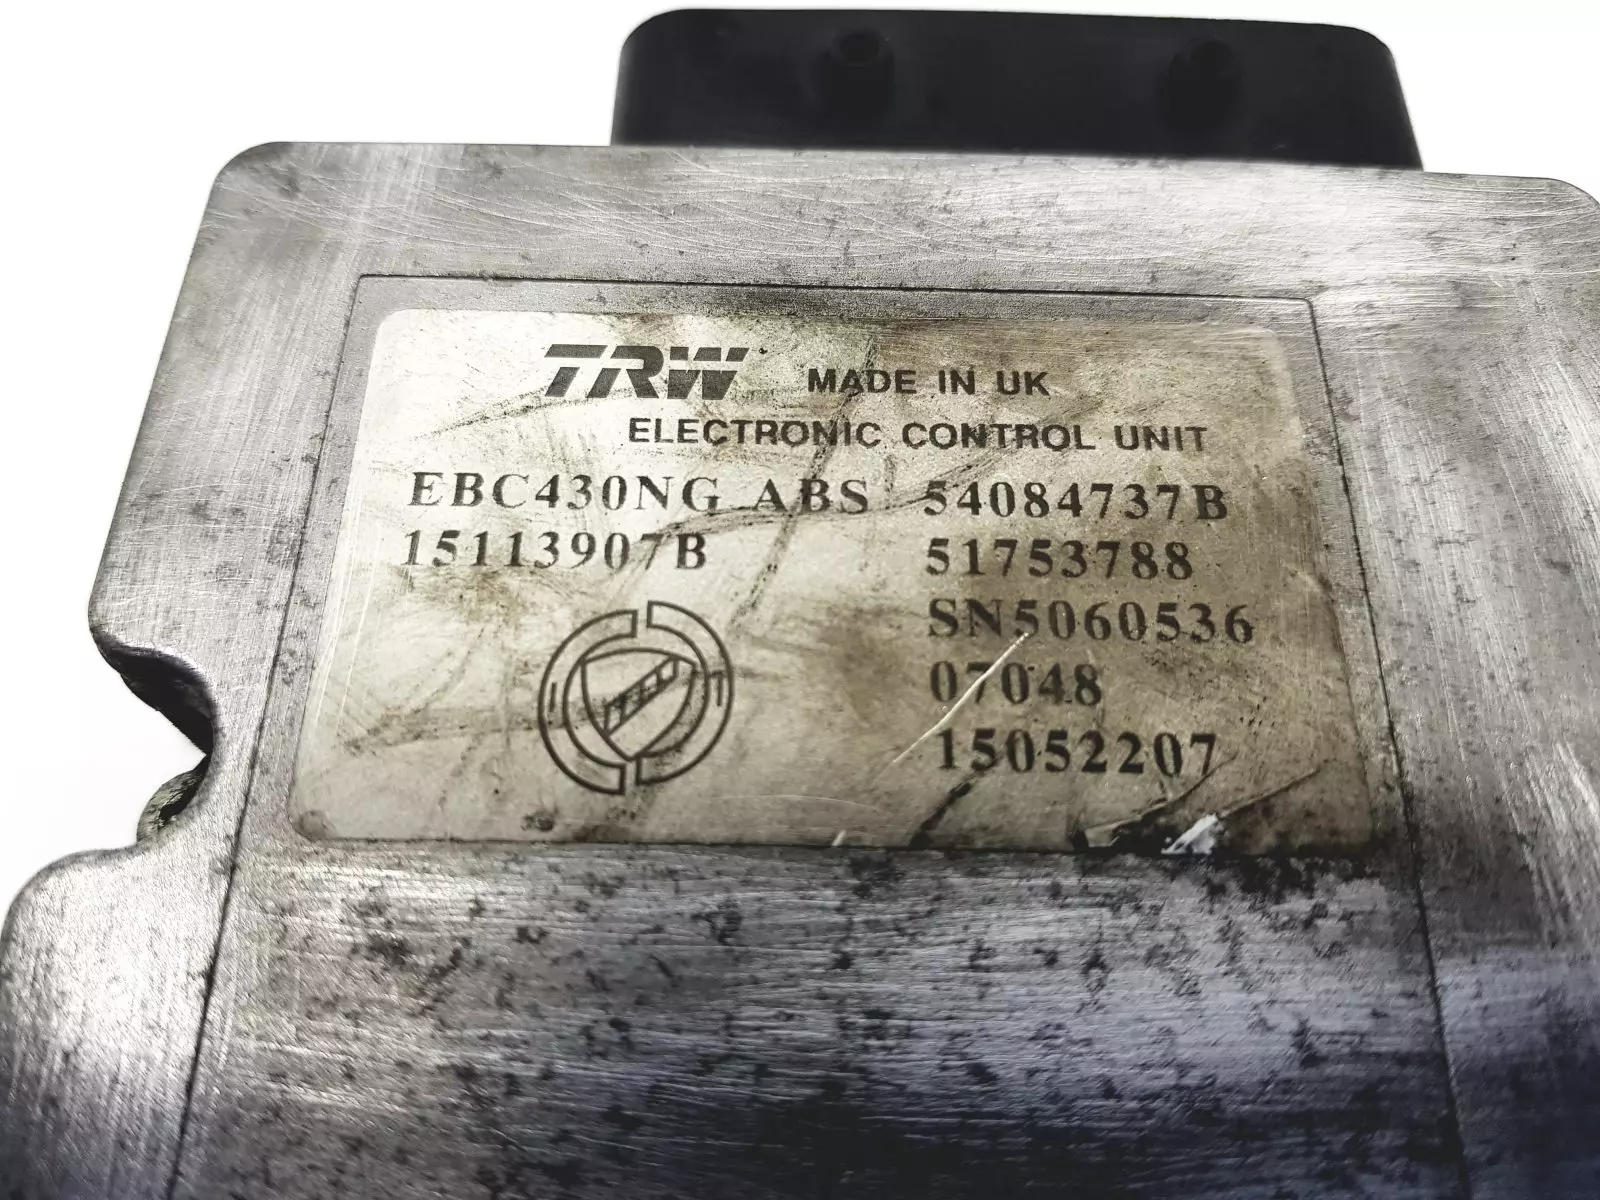 TRW MADE IN UK
ELECTRONIC CONTROL UNIT
EBC430NG ABS 54084737B
15113907B 51753788
SN5060536
07048
15052207